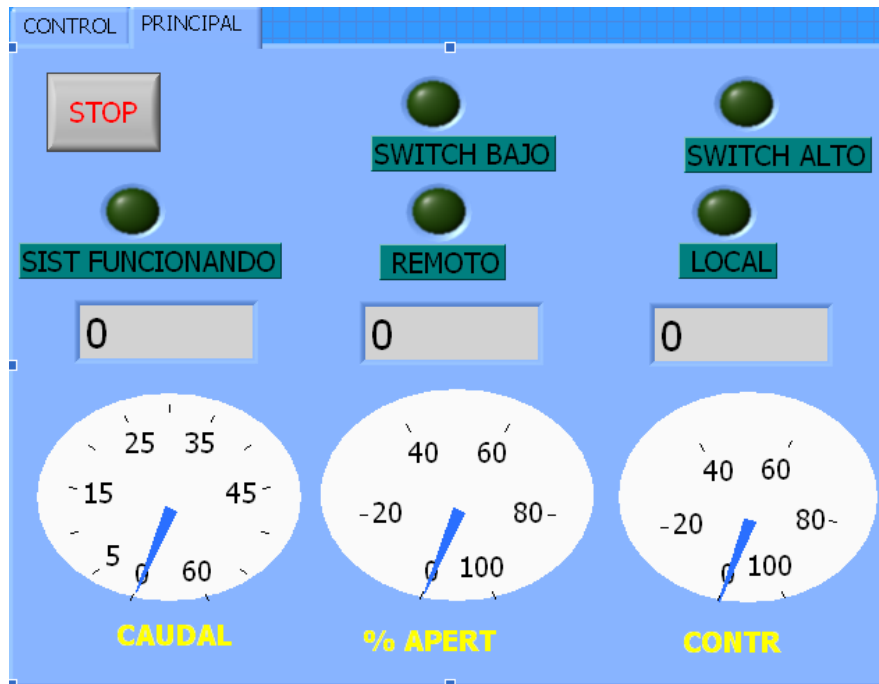 CONTROL PRINCIPAL
STOP
SWITCH BAJO SWITCH ALTO
SIST FUNCIONANDO REMOTO LOCAL
0 0 0
25 35 40 60 40 60
15 45 20 80 20 80
5 0 60 0 100 0 100
CAUDAL % APERT CONTR